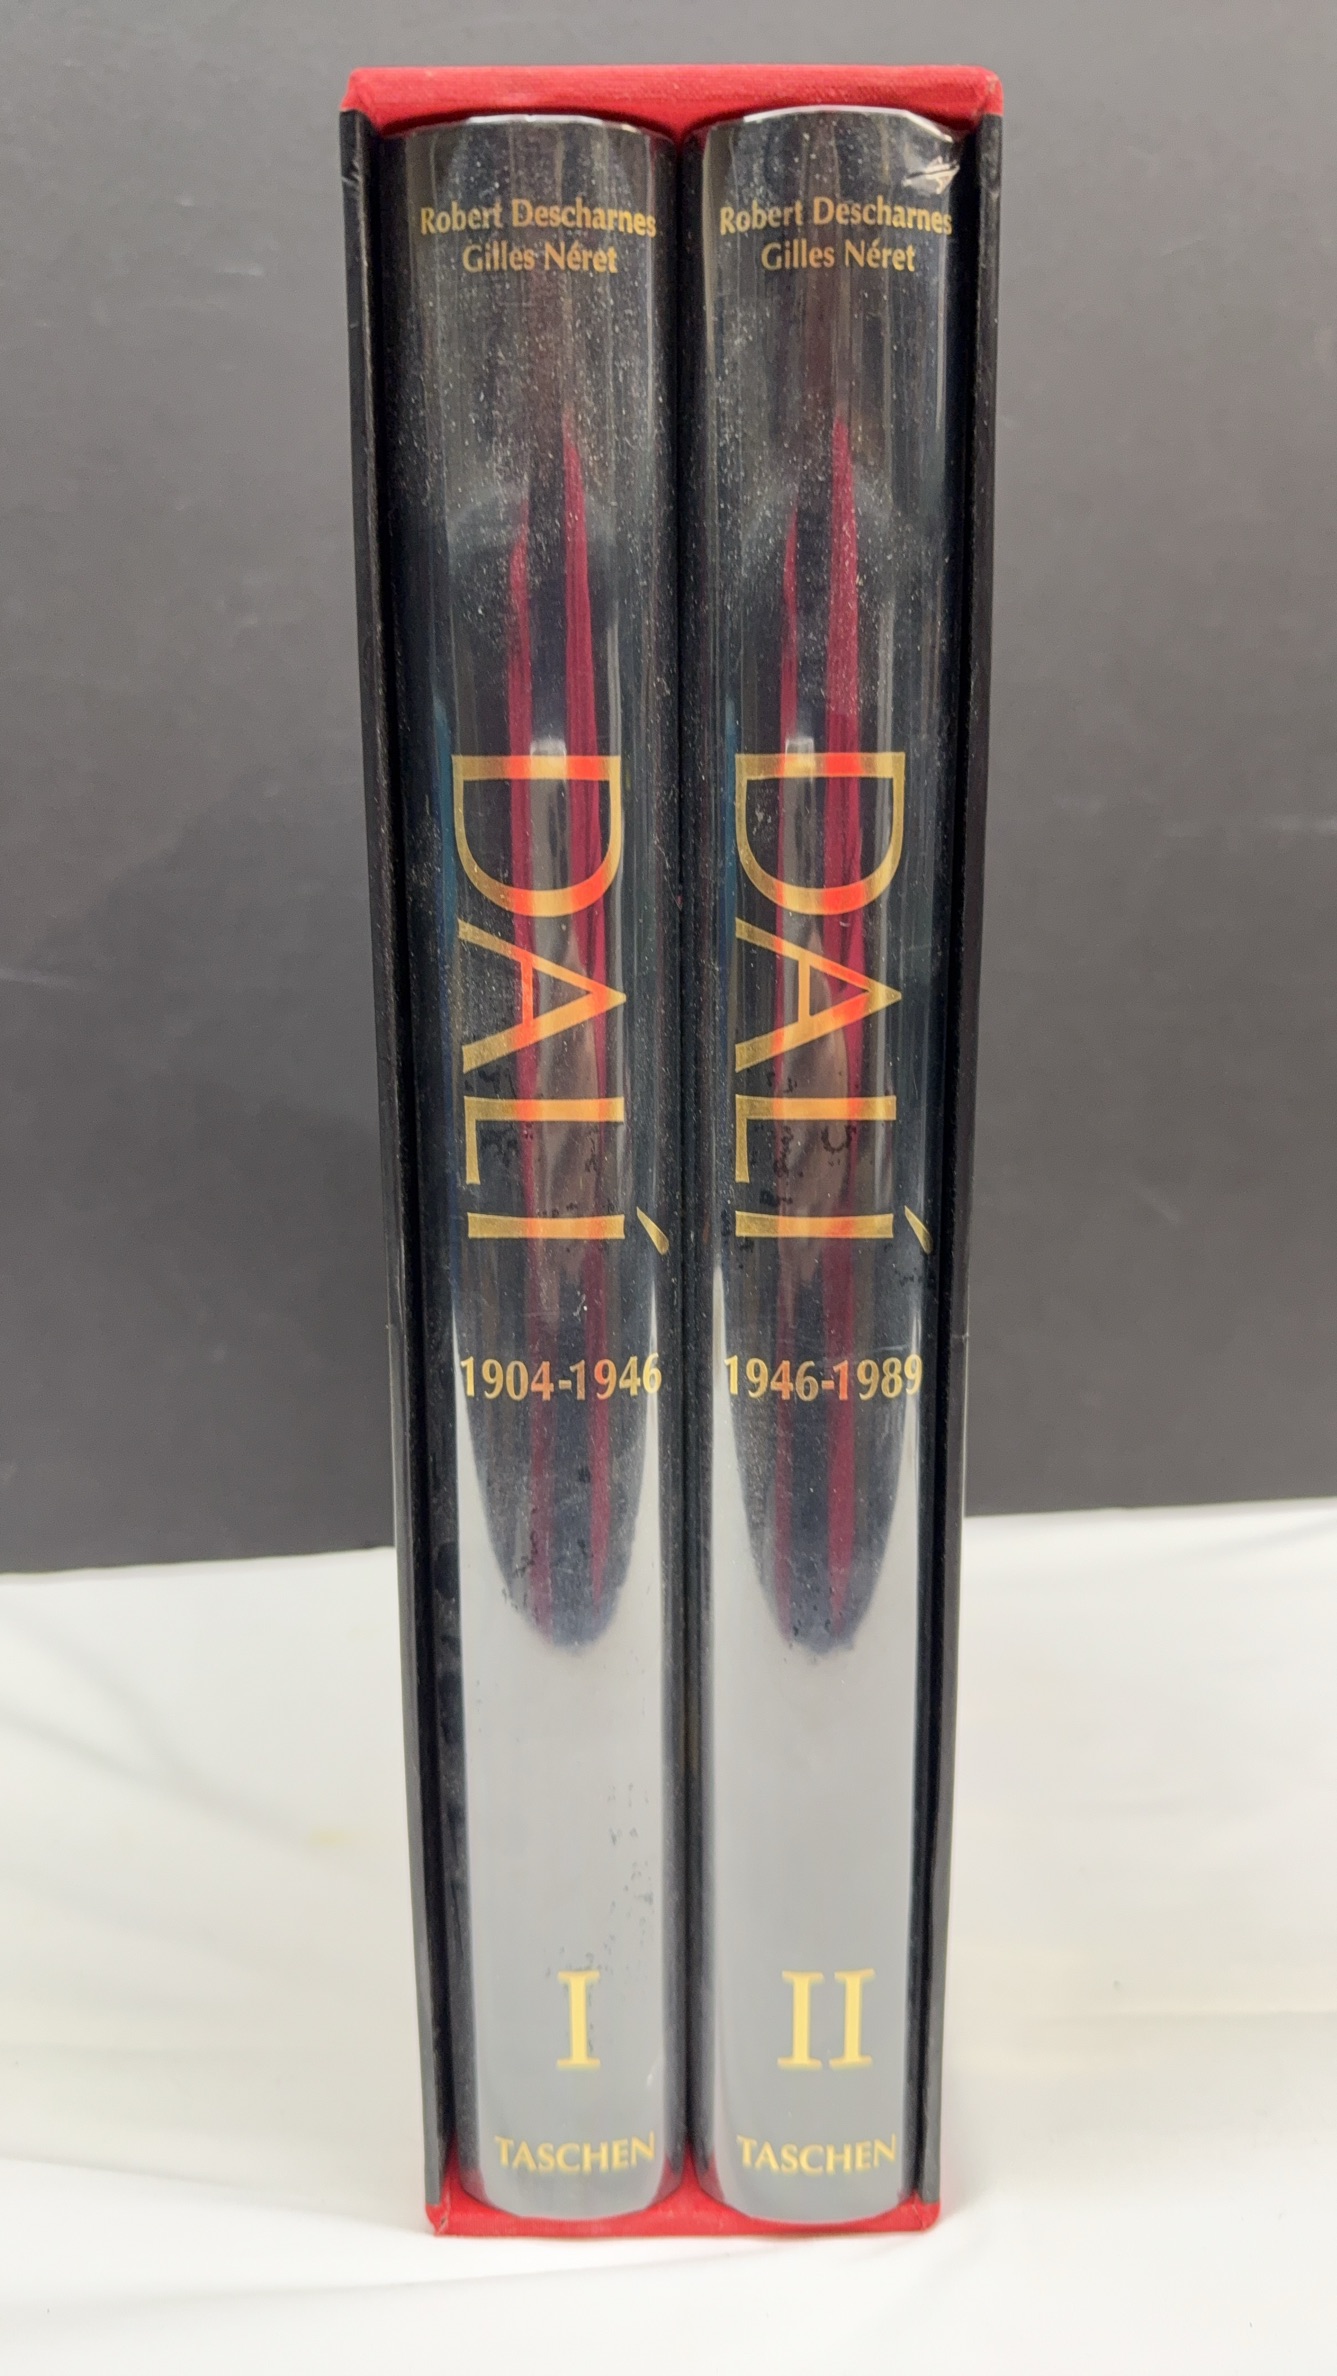 Robert Descharnes
Gilles Néret
DALÍ
1904-1946
I
TASCHEN
Robert Descharnes
Gilles Néret
DALÍ
1946-1989
II
TASCHEN